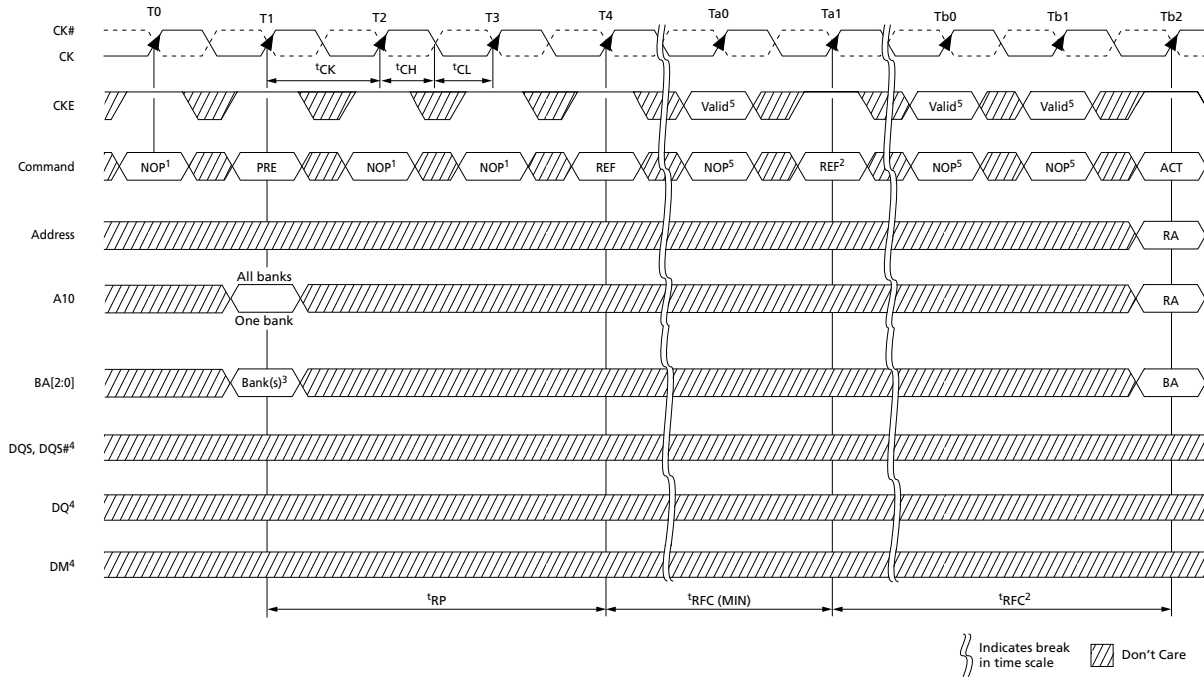 T0 T1 T2 T3 T4 Ta0 Ta1 Tb0 Tb1 Tb2
CK#
CK
tCK tCH tCL
CKE Valid5 Valid5 Valid5
Command NOP1 PRE NOP1 NOP1 REF NOP5 REF2 NOP5 NOP5 ACT
Address RA
All banks
A10 RA
One bank
BA[2:0] Bank(s)3 BA
DQS, DQS#4
DQ4
DM4
tRP tRFC (MIN) tRFC2
Indicates break
in time scale
Don't Care